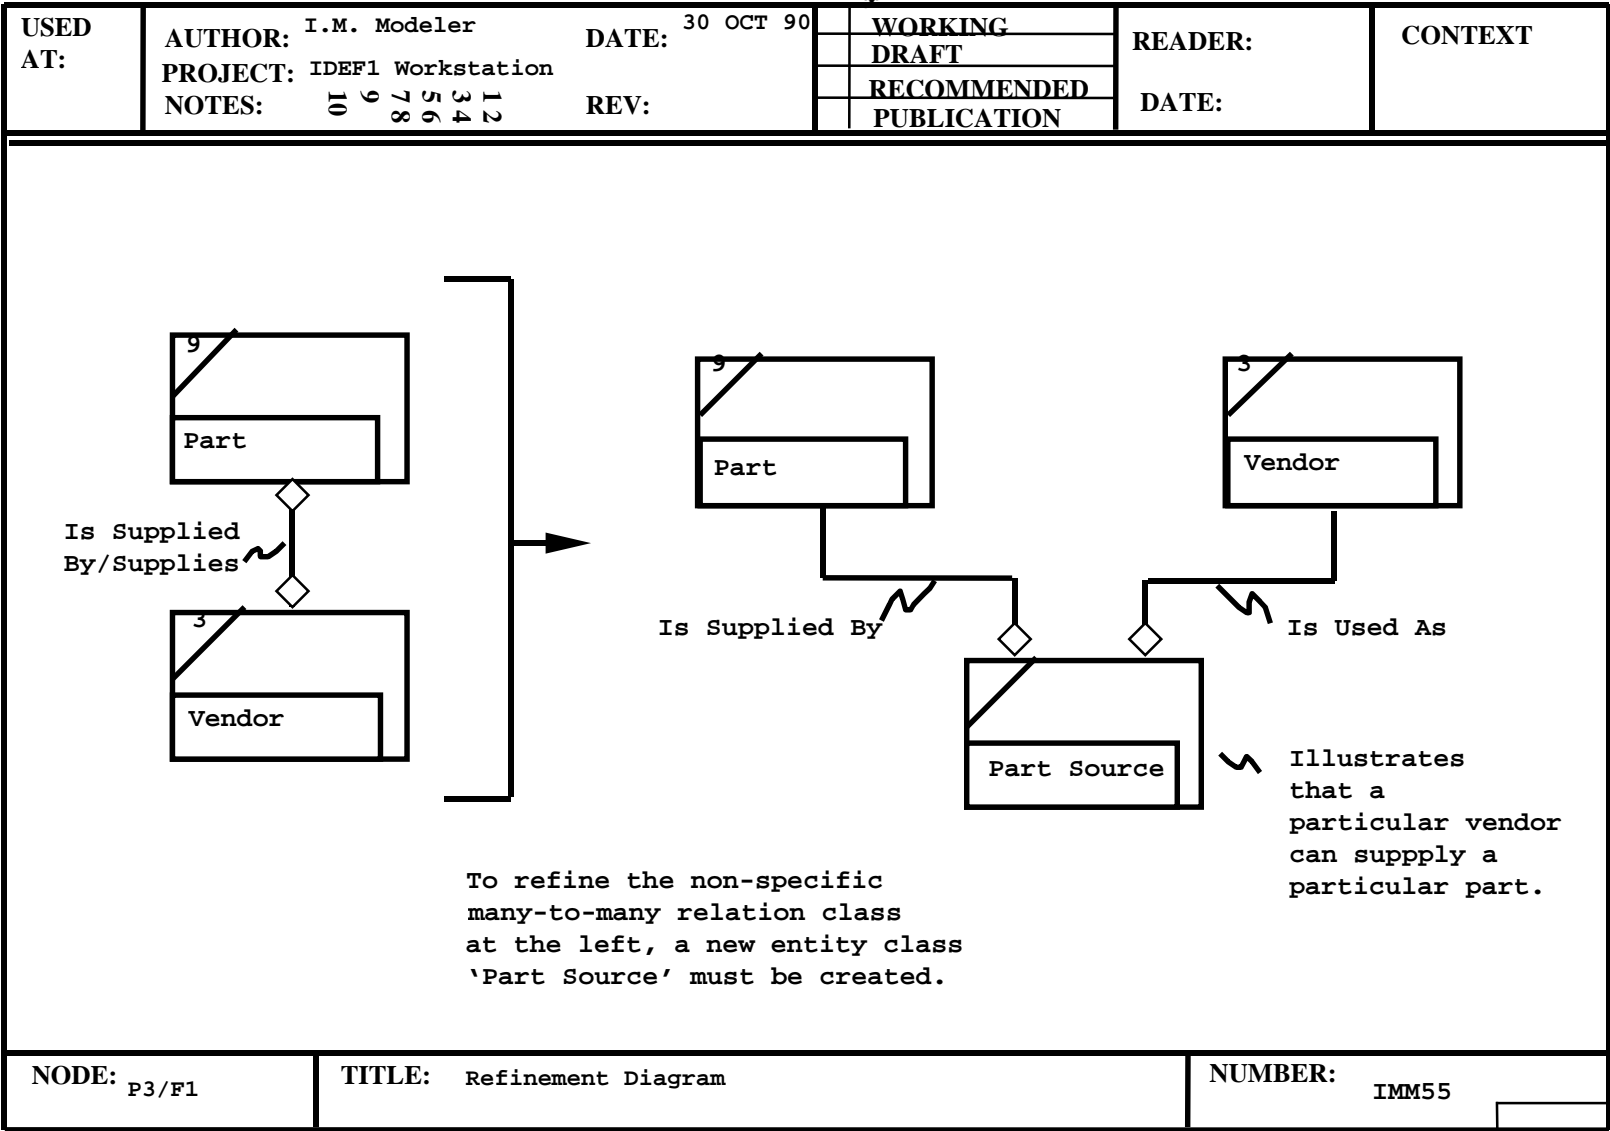 USED
AT:
AUTHOR: I.M. Modeler
DATE: 30 OCT 90
PROJECT: IDEF1 Workstation
NOTES: 10 9 7 8 5 6 3 4 1 2
REV:
WORKING
DRAFT
RECOMMENDED
PUBLICATION
READER:
DATE:
CONTEXT
9
Part
Is Supplied
By/Supplies
3
Vendor
9
Part
3
Vendor
Is Supplied By
Is Used As
Part Source
Illustrates
that a
particular vendor
can suppply a
particular part.
To refine the non-specific
many-to-many relation class
at the left, a new entity class
‘Part Source’ must be created.
NODE: P3/F1
TITLE: Refinement Diagram
NUMBER: IMM55